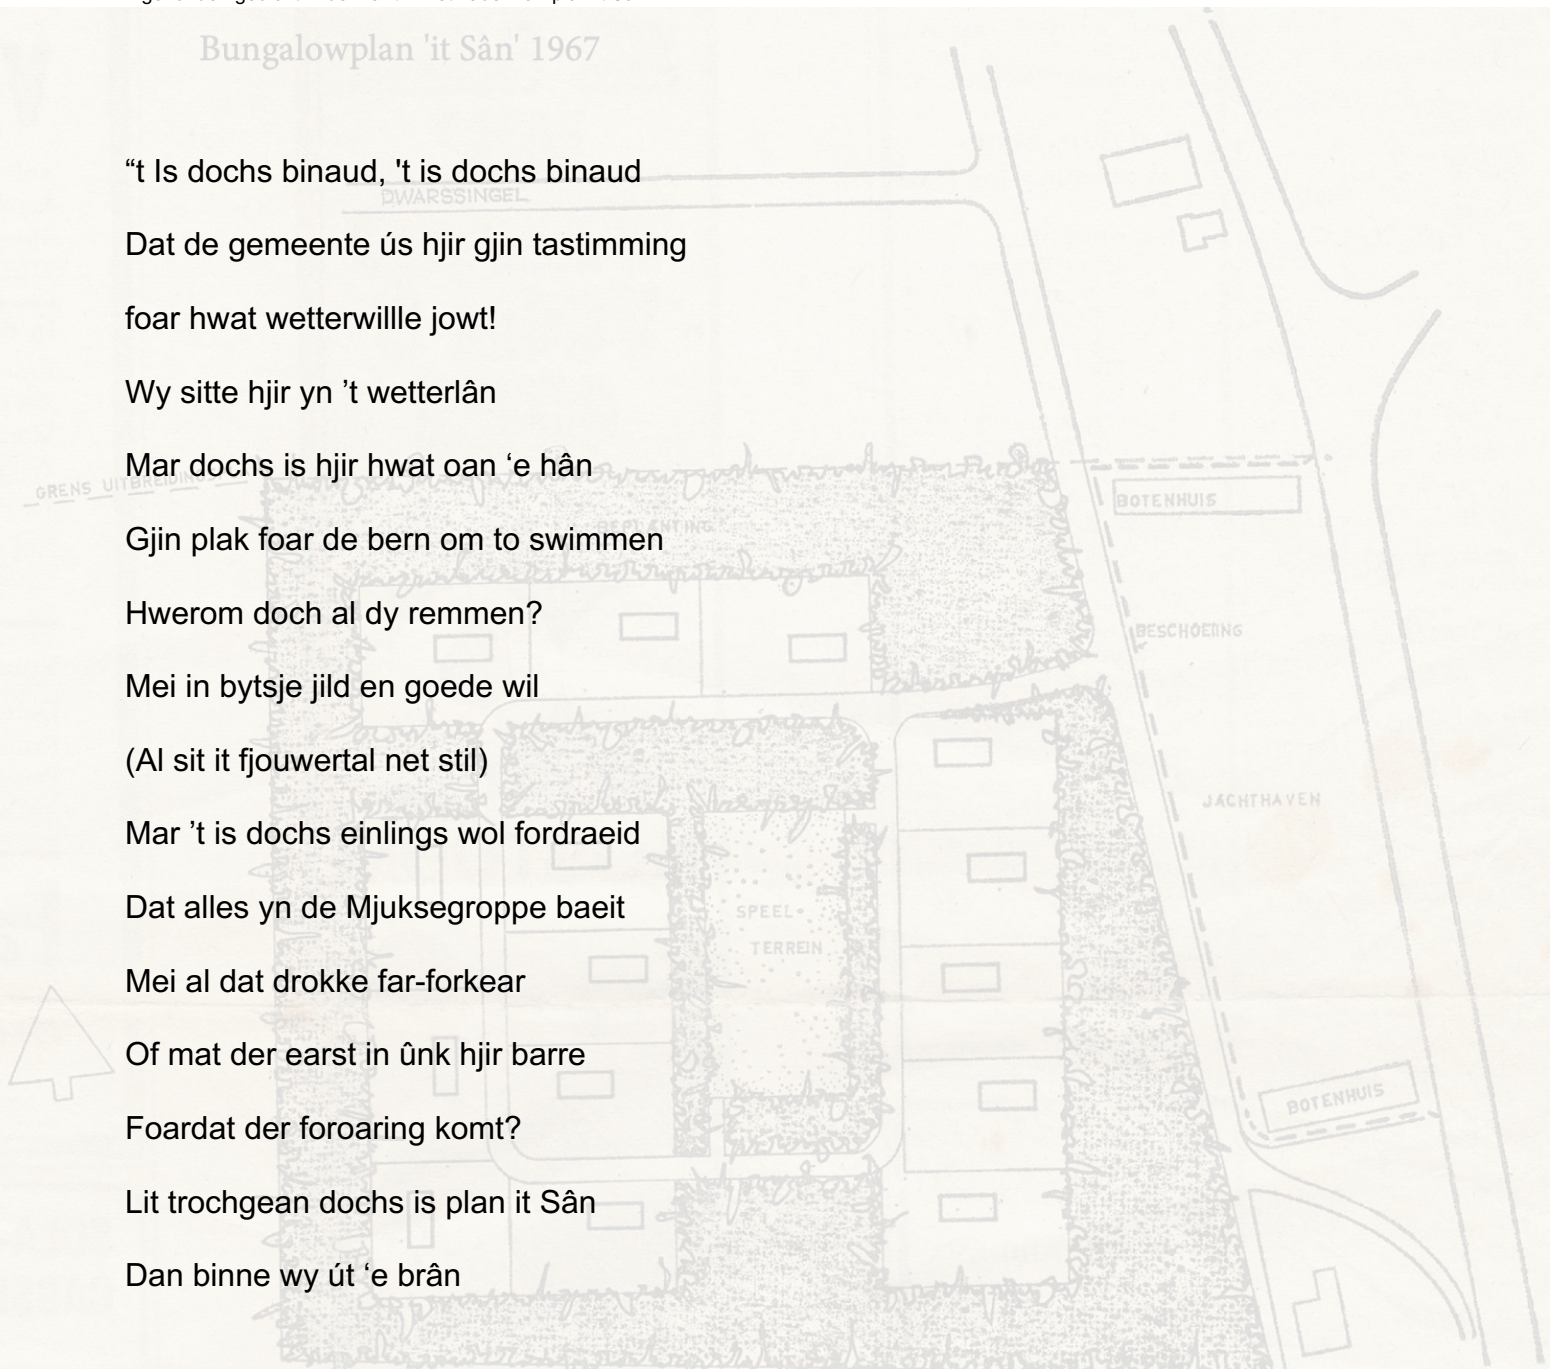 Bungalowplan 'it Sân' 1967
“t Is dochs binaud, 't is dochs binaud
DWARSSINGEL
Dat de gemeente ús hjir gjin tastimming
foar hwat wetterwillle jowt!
Wy sitte hjir yn ’t wetterlân
Mar dochs is hjir hwat oan ‘e hân
GRENS UITBREIDINGS
BOTENHUIS
BEPLANTING
Gjin plak foar de bern om to swimmen
Hwerom doch al dy remmen?
BESCHOEIING
Mei in bytsje jild en goede wil
(Al sit it fjouwertal net stil)
JACHTHAVEN
Mar ’t is dochs einlings wol fordraeid
Dat alles yn de Mjuksegroppe baeit
SPEEL-
TERREIN
Mei al dat drokke far-forkear
Of mat der earst in ûnk hjir barre
BOTENHUIS
Foardat der foroaring komt?
Lit trochgean dochs is plan it Sân
Dan binne wy út ‘e brân